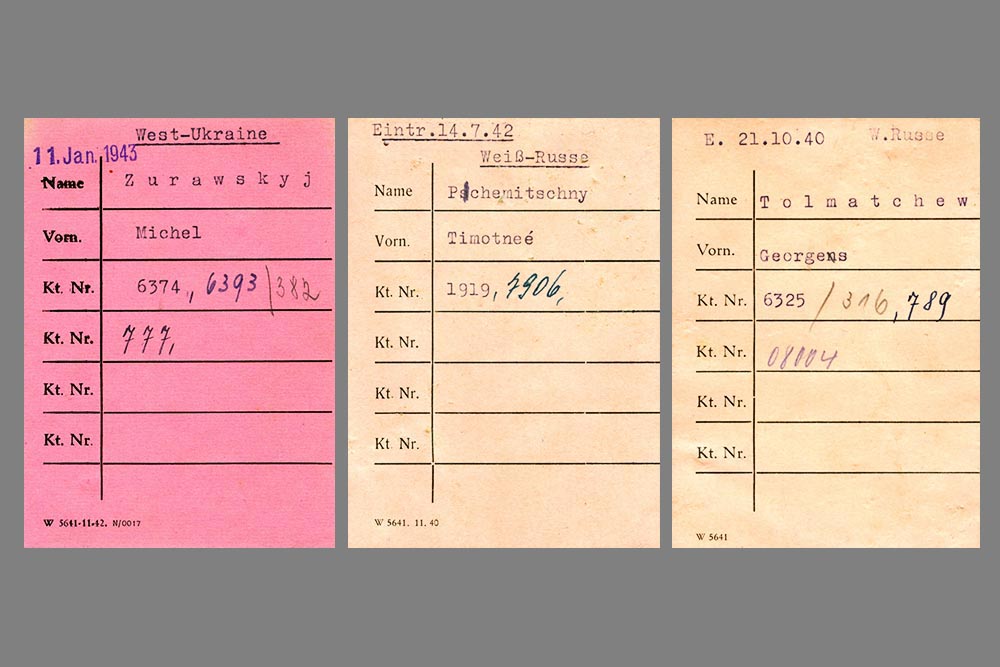 West-Ukraine
11. Jan. 1943
Name Zurawskyj
Vorn. Michel
Kt. Nr. 6374, 6393 / 382
Kt. Nr. 777,
Kt. Nr.
Kt. Nr.
W 5641-11-42. N/0017
Eintr.14.7.42
Weiß-Russe
Name Pschemitschny
Vorn. Timotneé
Kt. Nr. 1919, 7906,
Kt. Nr.
Kt. Nr.
Kt. Nr.
W 5641. 11. 40
E. 21.10.40 W.Russe
Name Tolmatchew
Vorn. Georgens
Kt. Nr. 6325 / 316, 789
Kt. Nr. 08004
Kt. Nr.
Kt. Nr.
W 5641